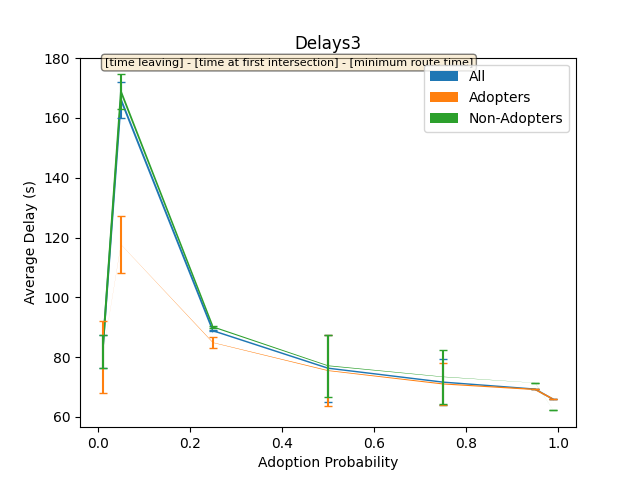 Delays3
[time leaving] - [time at first intersection] - [minimum route time]
All
Adopters
Non-Adopters
180
160
140
120
100
80
60
Average Delay (s)
0.0 0.2 0.4 0.6 0.8 1.0
Adoption Probability